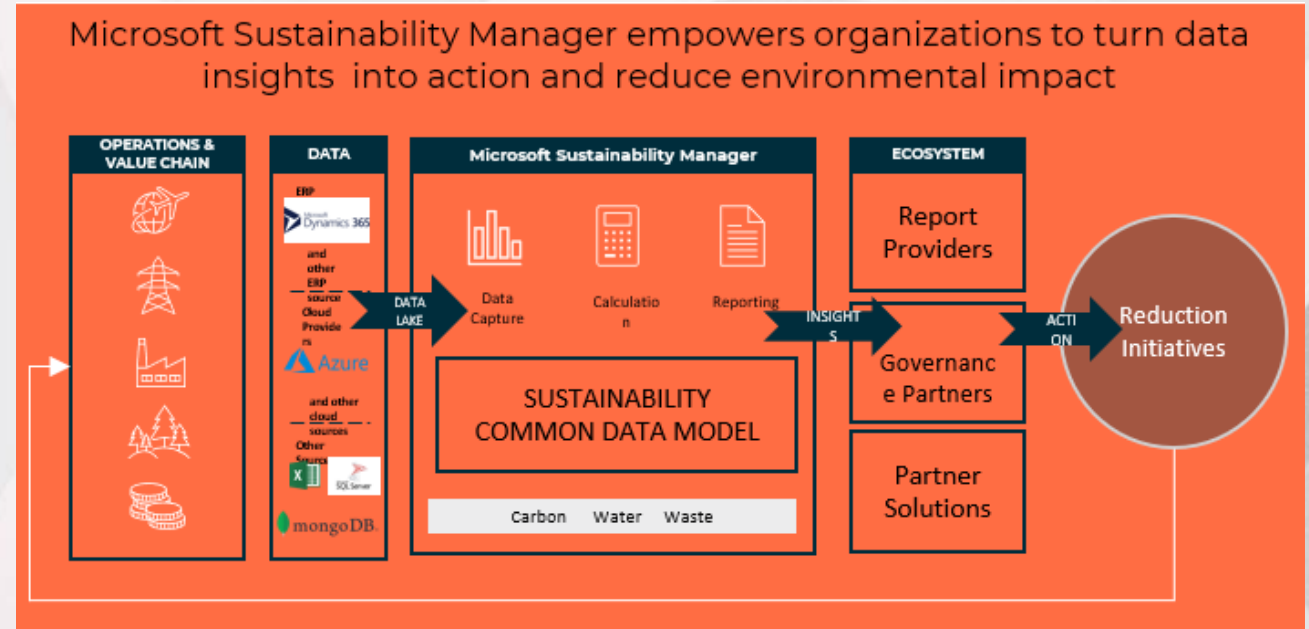 Microsoft Sustainability Manager empowers organizations to turn data
insights into action and reduce environmental impact
OPERATIONS &
VALUE CHAIN
DATA
ERP
Microsoft
Dynamics 365
and
other
ERP
source
Cloud
Provide
rs
Azure
and other
cloud
sources
Other
Sourc
X
SQL Server
mongoDB.
DATA
LAKE
Microsoft Sustainability Manager
Data
Capture
Calculatio
n
Reporting
SUSTAINABILITY
COMMON DATA MODEL
Carbon Water Waste
INSIGHT
S
ECOSYSTEM
Report
Providers
Governanc
e Partners
Partner
Solutions
ACTI
ON
Reduction
Initiatives